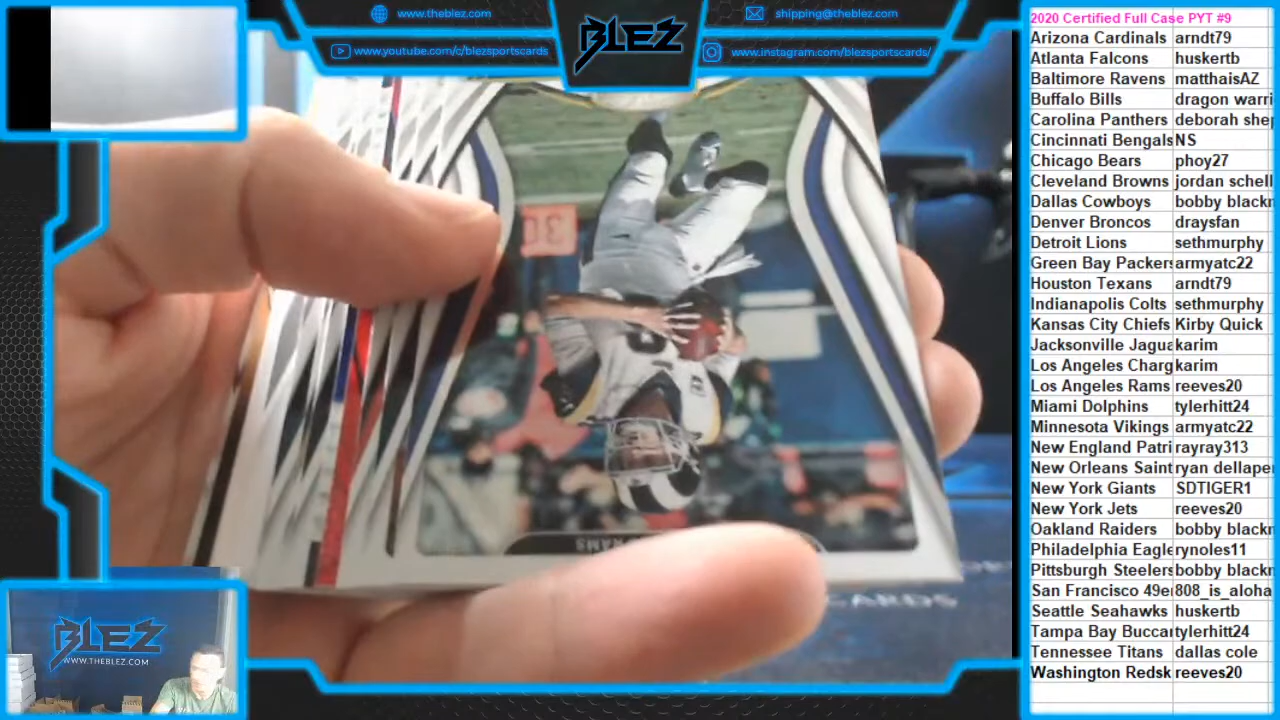 www.theblez.com
shipping@theblez.com
www.youtube.com/c/blezsportscards
www.instagram.com/blezsportscards/
BLEZ
RAMS
CARDS
BLEZ
WWW.THEBLEZ.COM
2020 Certified Full Case PYT #9
Arizona Cardinals arndt79
Atlanta Falcons huskertb
Baltimore Ravens matthaisAZ
Buffalo Bills dragon warri
Carolina Panthers deborah shep
Cincinnati Bengals NS
Chicago Bears phoy27
Cleveland Browns jordan schell
Dallas Cowboys bobby blackm
Denver Broncos draysfan
Detroit Lions sethmurphy
Green Bay Packers armyatc22
Houston Texans arndt79
Indianapolis Colts sethmurphy
Kansas City Chiefs Kirby Quick
Jacksonville Jagua karim
Los Angeles Charg karim
Los Angeles Rams reeves20
Miami Dolphins tylerhitt24
Minnesota Vikings armyatc22
New England Patri rayray313
New Orleans Saint ryan dellape
New York Giants SDTIGER1
New York Jets reeves20
Oakland Raiders bobby blackm
Philadelphia Eagle rynoles11
Pittsburgh Steelers bobby blackm
San Francisco 49e 808_is_aloha
Seattle Seahawks huskertb
Tampa Bay Buccan tylerhitt24
Tennessee Titans dallas cole
Washington Redsk reeves20